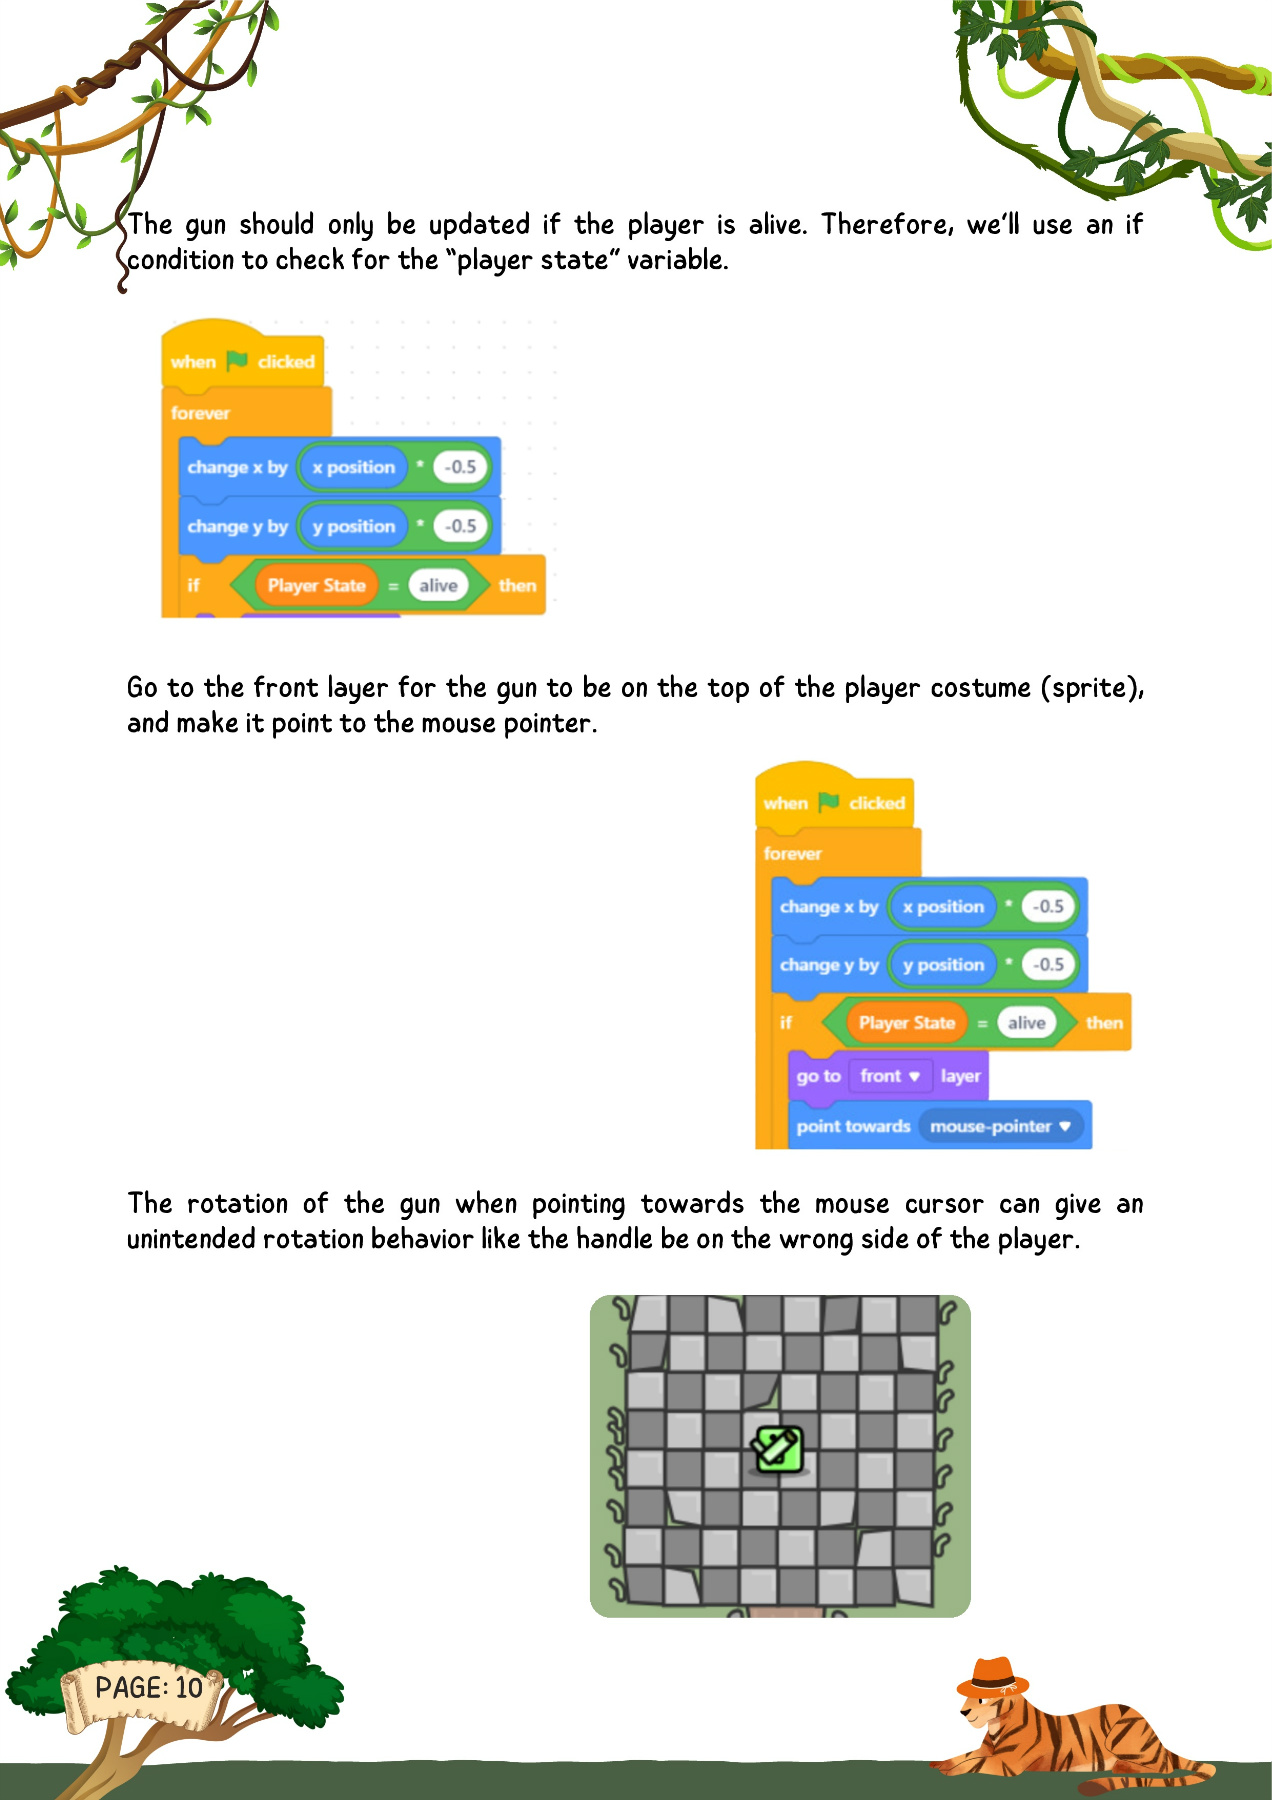 The gun should only be updated if the player is alive. Therefore, we'll use an if
condition to check for the "player state" variable.
when clicked
forever
change x by x position * -0.5
change y by y position * -0.5
if Player State = alive then
Go to the front layer for the gun to be on the top of the player costume (sprite),
and make it point to the mouse pointer.
when clicked
forever
change x by x position * -0.5
change y by y position * -0.5
if Player State = alive then
go to front layer
point towards mouse-pointer
The rotation of the gun when pointing towards the mouse cursor can give an
unintended rotation behavior like the handle be on the wrong side of the player.
PAGE: 10